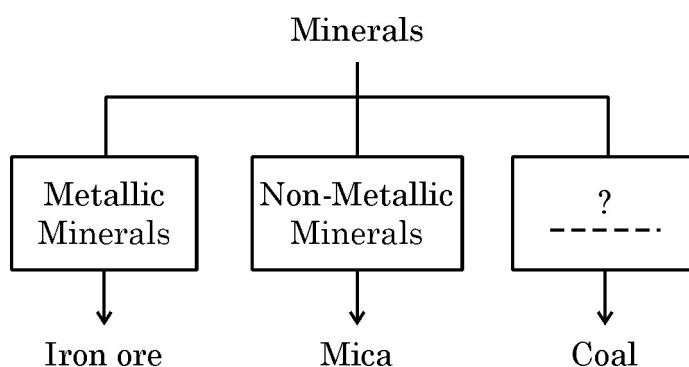 Minerals
Metallic
Minerals
Non-Metallic
Minerals
?
Iron ore
Mica
Coal